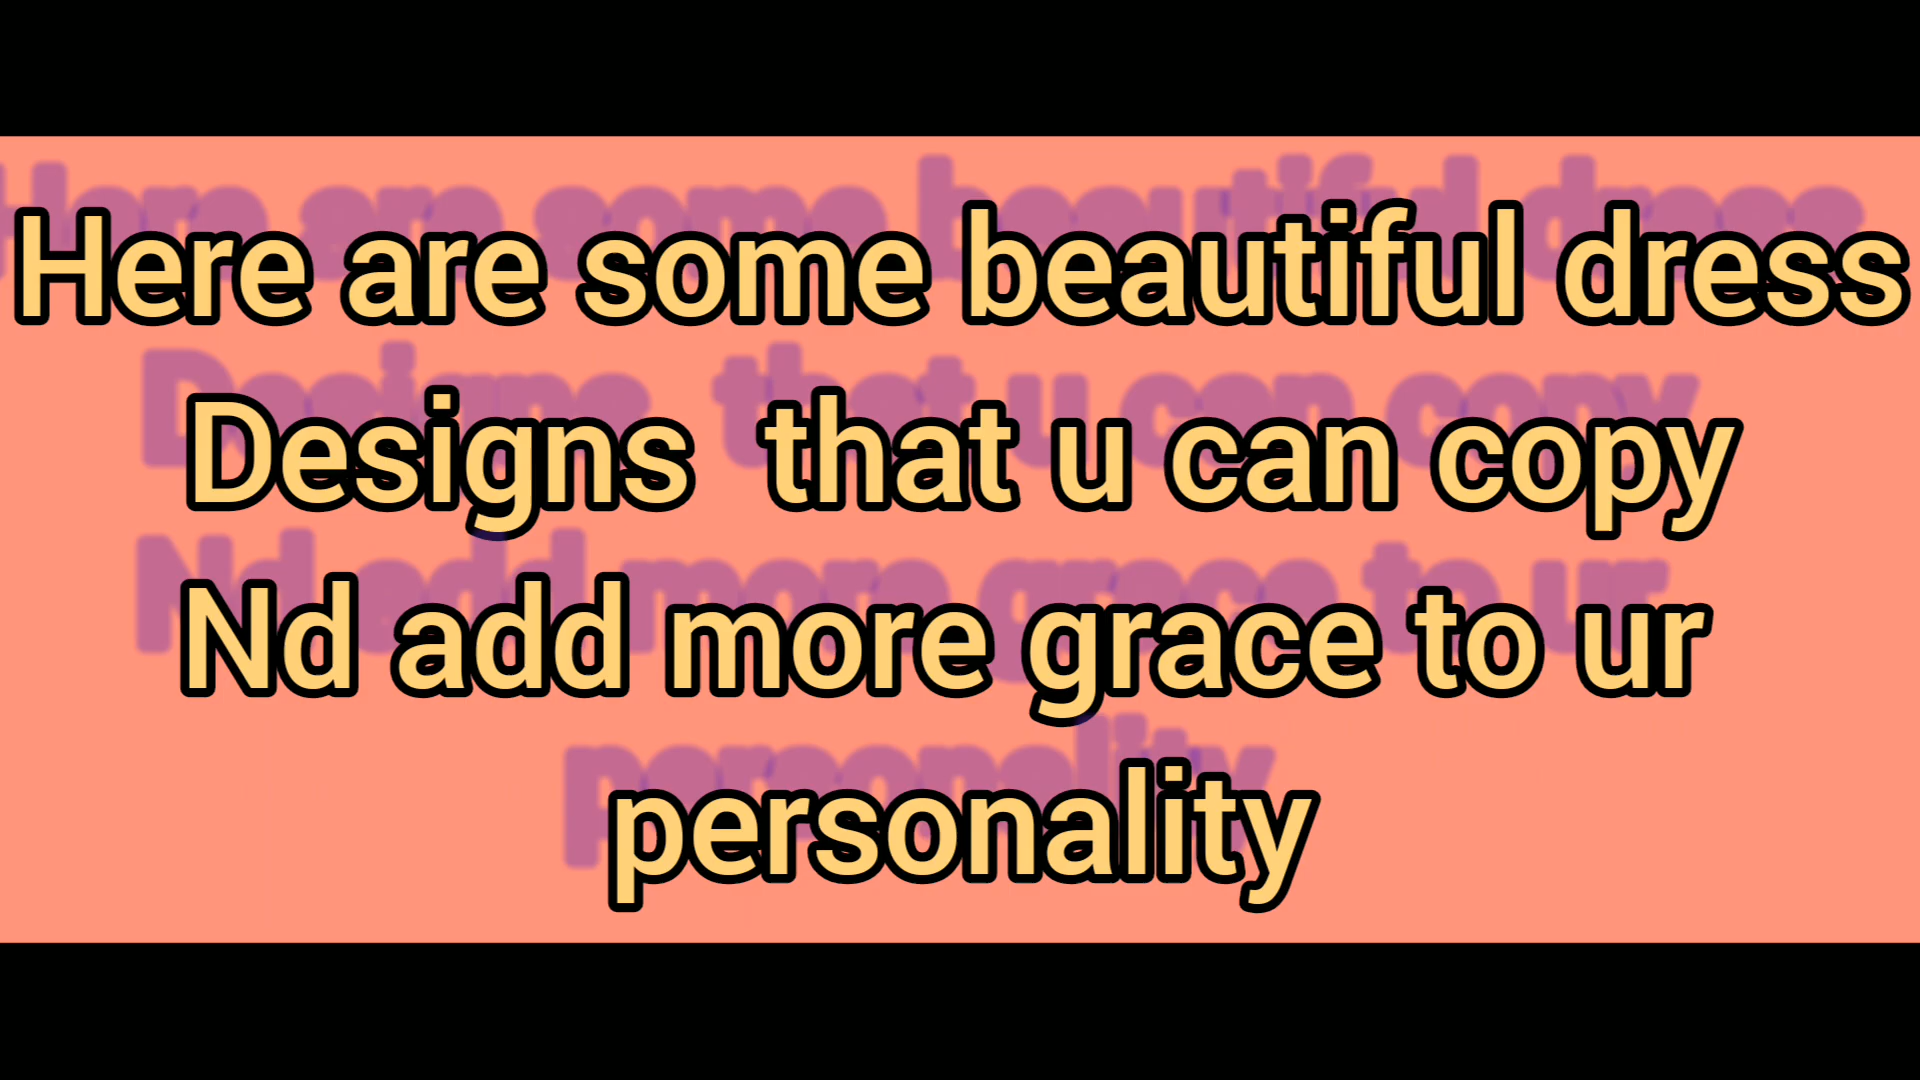 Here are some beautiful dress
Designs  that u can copy
Nd add more grace to ur
personality